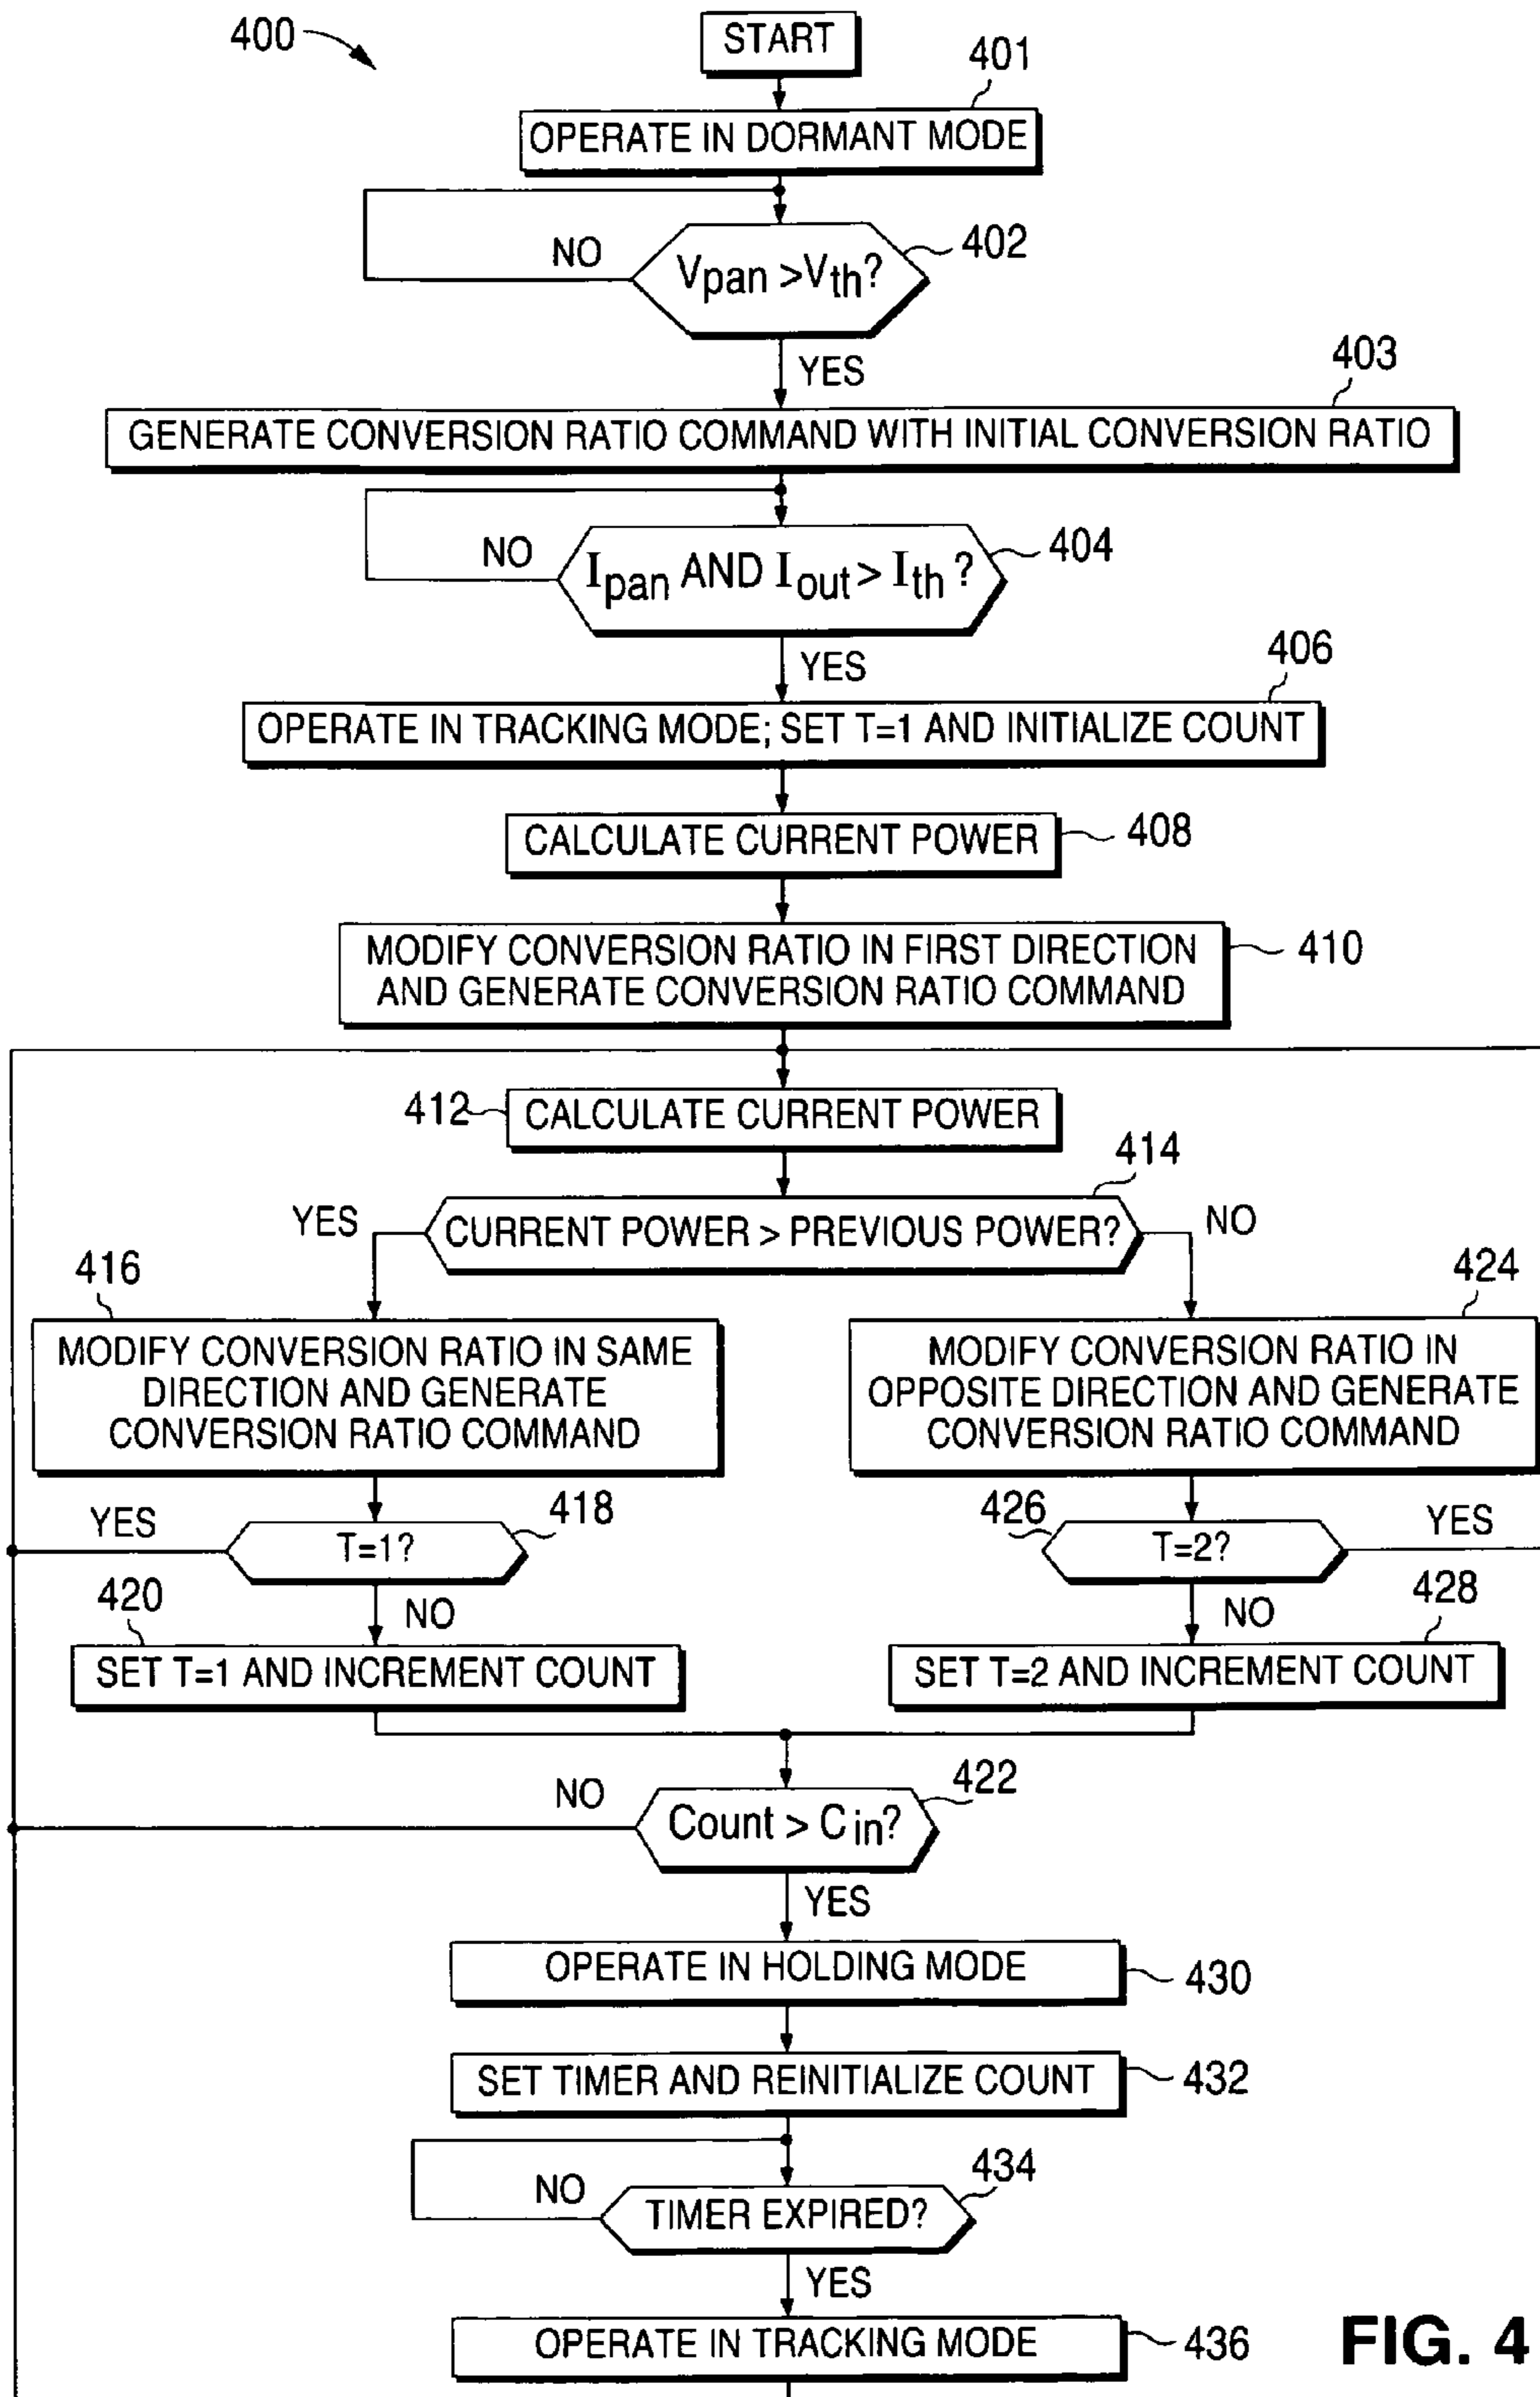 400
START
401
OPERATE IN DORMANT MODE
NO
Vpan >Vth?
402
YES
403
GENERATE CONVERSION RATIO COMMAND WITH INITIAL CONVERSION RATIO
NO
Ipan AND Iout > Ith ?
404
YES
406
OPERATE IN TRACKING MODE; SET T=1 AND INITIALIZE COUNT
CALCULATE CURRENT POWER
408
MODIFY CONVERSION RATIO IN FIRST DIRECTION
AND GENERATE CONVERSION RATIO COMMAND
410
412
CALCULATE CURRENT POWER
414
YES
CURRENT POWER > PREVIOUS POWER?
NO
416
MODIFY CONVERSION RATIO IN SAME
DIRECTION AND GENERATE
CONVERSION RATIO COMMAND
424
MODIFY CONVERSION RATIO IN
OPPOSITE DIRECTION AND GENERATE
CONVERSION RATIO COMMAND
YES
T=1?
418
426
T=2?
YES
420
NO
SET T=1 AND INCREMENT COUNT
NO
428
SET T=2 AND INCREMENT COUNT
NO
Count > Cin?
422
YES
OPERATE IN HOLDING MODE
430
SET TIMER AND REINITIALIZE COUNT
432
NO
TIMER EXPIRED?
434
YES
OPERATE IN TRACKING MODE
436
FIG. 4